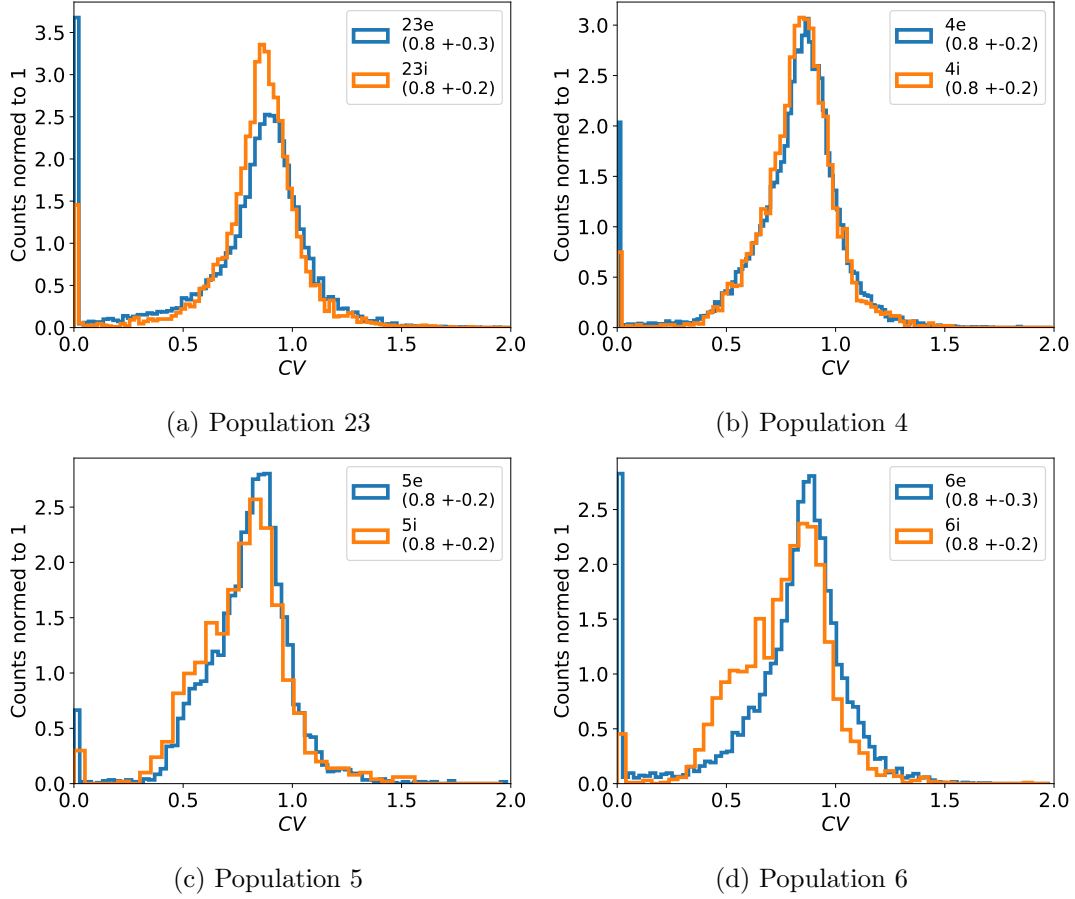 23e
(0.8 +-0.3)
23i
(0.8 +-0.2)
Counts normed to 1
3.5
3.0
2.5
2.0
1.5
1.0
0.5
0.0
0.0 0.5 1.0 1.5 2.0
CV
(a) Population 23
4e
(0.8 +-0.2)
4i
(0.8 +-0.2)
Counts normed to 1
3.0
2.5
2.0
1.5
1.0
0.5
0.0
0.0 0.5 1.0 1.5 2.0
CV
(b) Population 4
5e
(0.8 +-0.2)
5i
(0.8 +-0.2)
Counts normed to 1
2.5
2.0
1.5
1.0
0.5
0.0
0.0 0.5 1.0 1.5 2.0
CV
(c) Population 5
6e
(0.8 +-0.3)
6i
(0.8 +-0.2)
Counts normed to 1
2.5
2.0
1.5
1.0
0.5
0.0
0.0 0.5 1.0 1.5 2.0
CV
(d) Population 6